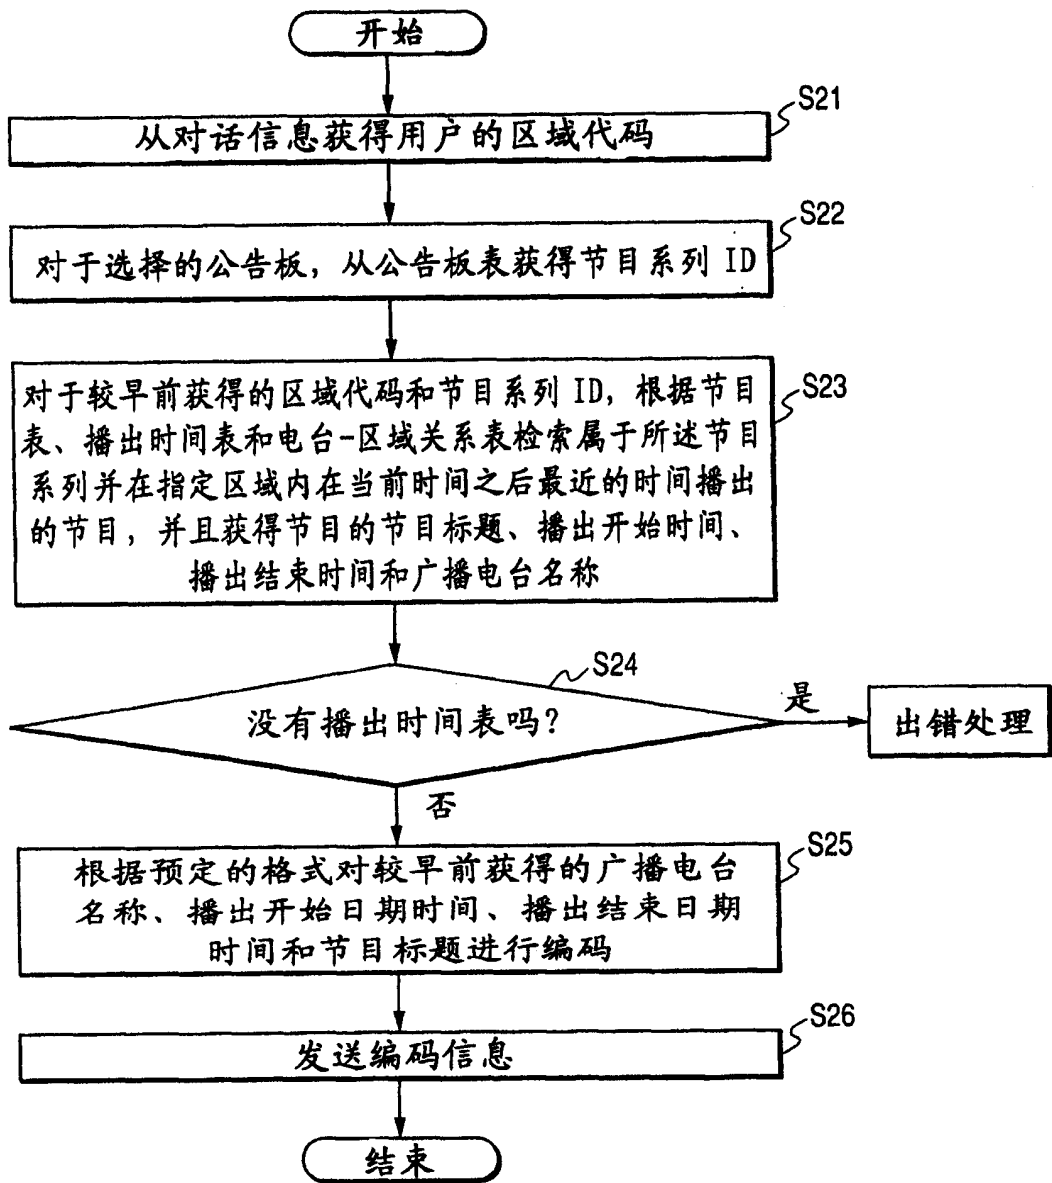 开始
S21
从对话信息获得用户的区域代码
S22
对于选择的公告板，从公告板表获得节目系列 ID
S23
对于较早前获得的区域代码和节目系列 ID，根据节目
表、播出时间表和电台-区域关系表检索属于所述节目
系列并在指定区域内在当前时间之后最近的时间播出
的节目，并且获得节目的节目标题、播出开始时间、
播出结束时间和广播电台名称
S24
没有播出时间表吗？
是
出错处理
否
S25
根据预定的格式对较早前获得的广播电台
名称、播出开始日期时间、播出结束日期
时间和节目标题进行编码
S26
发送编码信息
结束